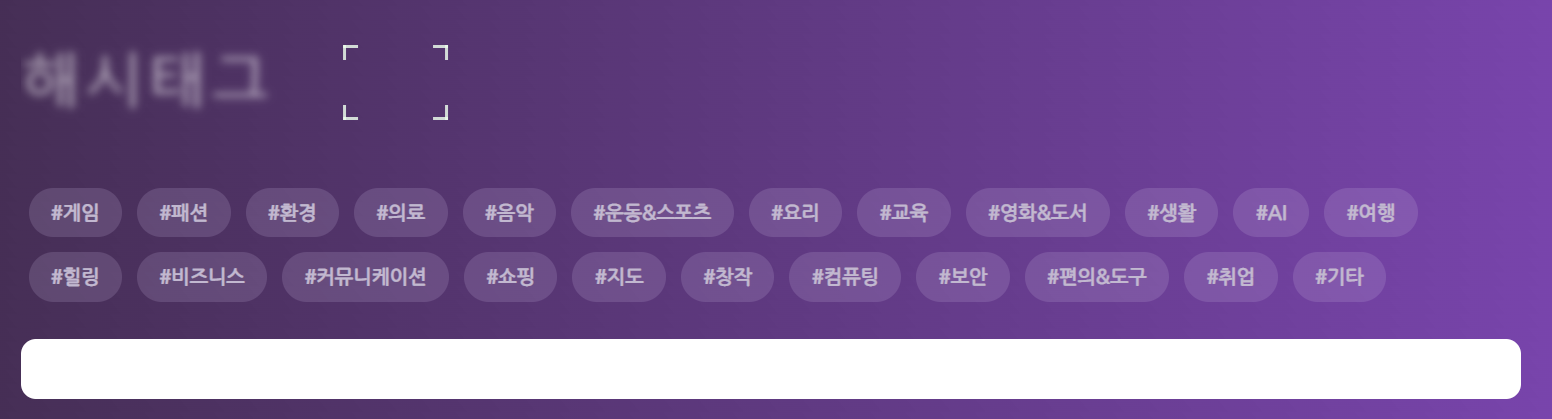 해시태그
#게임 #패션 #환경 #의료 #음악 #운동&스포츠 #요리 #교육 #영화&도서 #생활 #AI #여행
#힐링 #비즈니스 #커뮤니케이션 #쇼핑 #지도 #창작 #컴퓨팅 #보안 #편의&도구 #취업 #기타